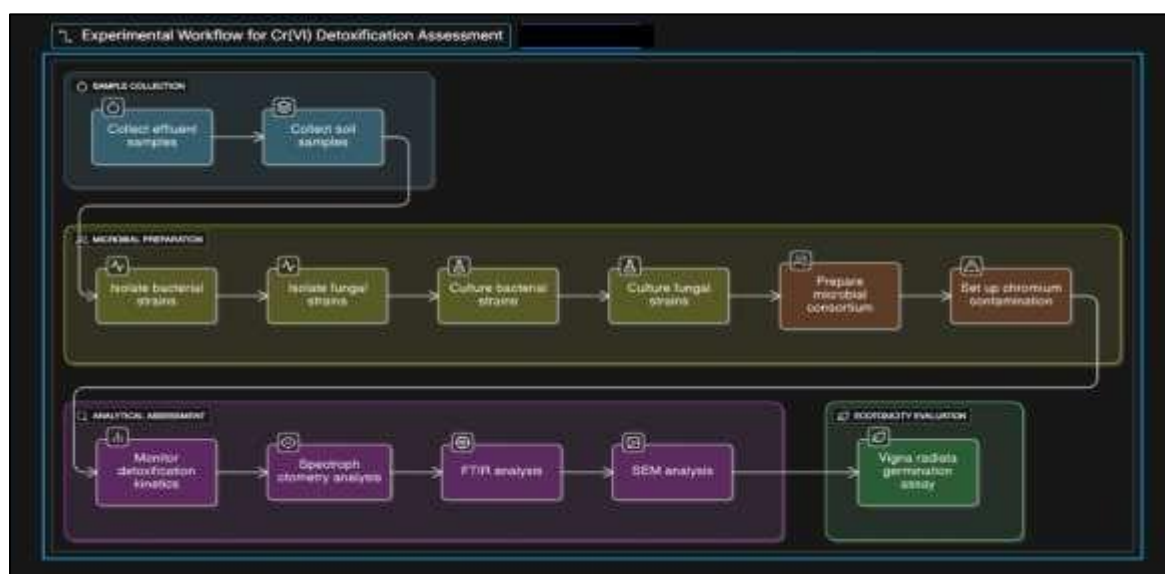 Experimental Workflow for Cr(VI) Detoxification Assessment
SAMPLE COLLECTION
Collect effluent
samples
Collect soil
samples
MICROBIAL PREPARATION
Isolate bacterial
strains
Isolate fungal
strains
Culture bacterial
strains
Culture fungal
strains
Prepare
microbial
consortium
Set up chromium
contamination
ANALYTICAL ASSESSMENT
Monitor
detoxification
kinetics
Spectroph
otometry analysis
FTIR analysis
SEM analysis
ECOTOXICITY EVALUATION
Vigna radiata
germination
assay